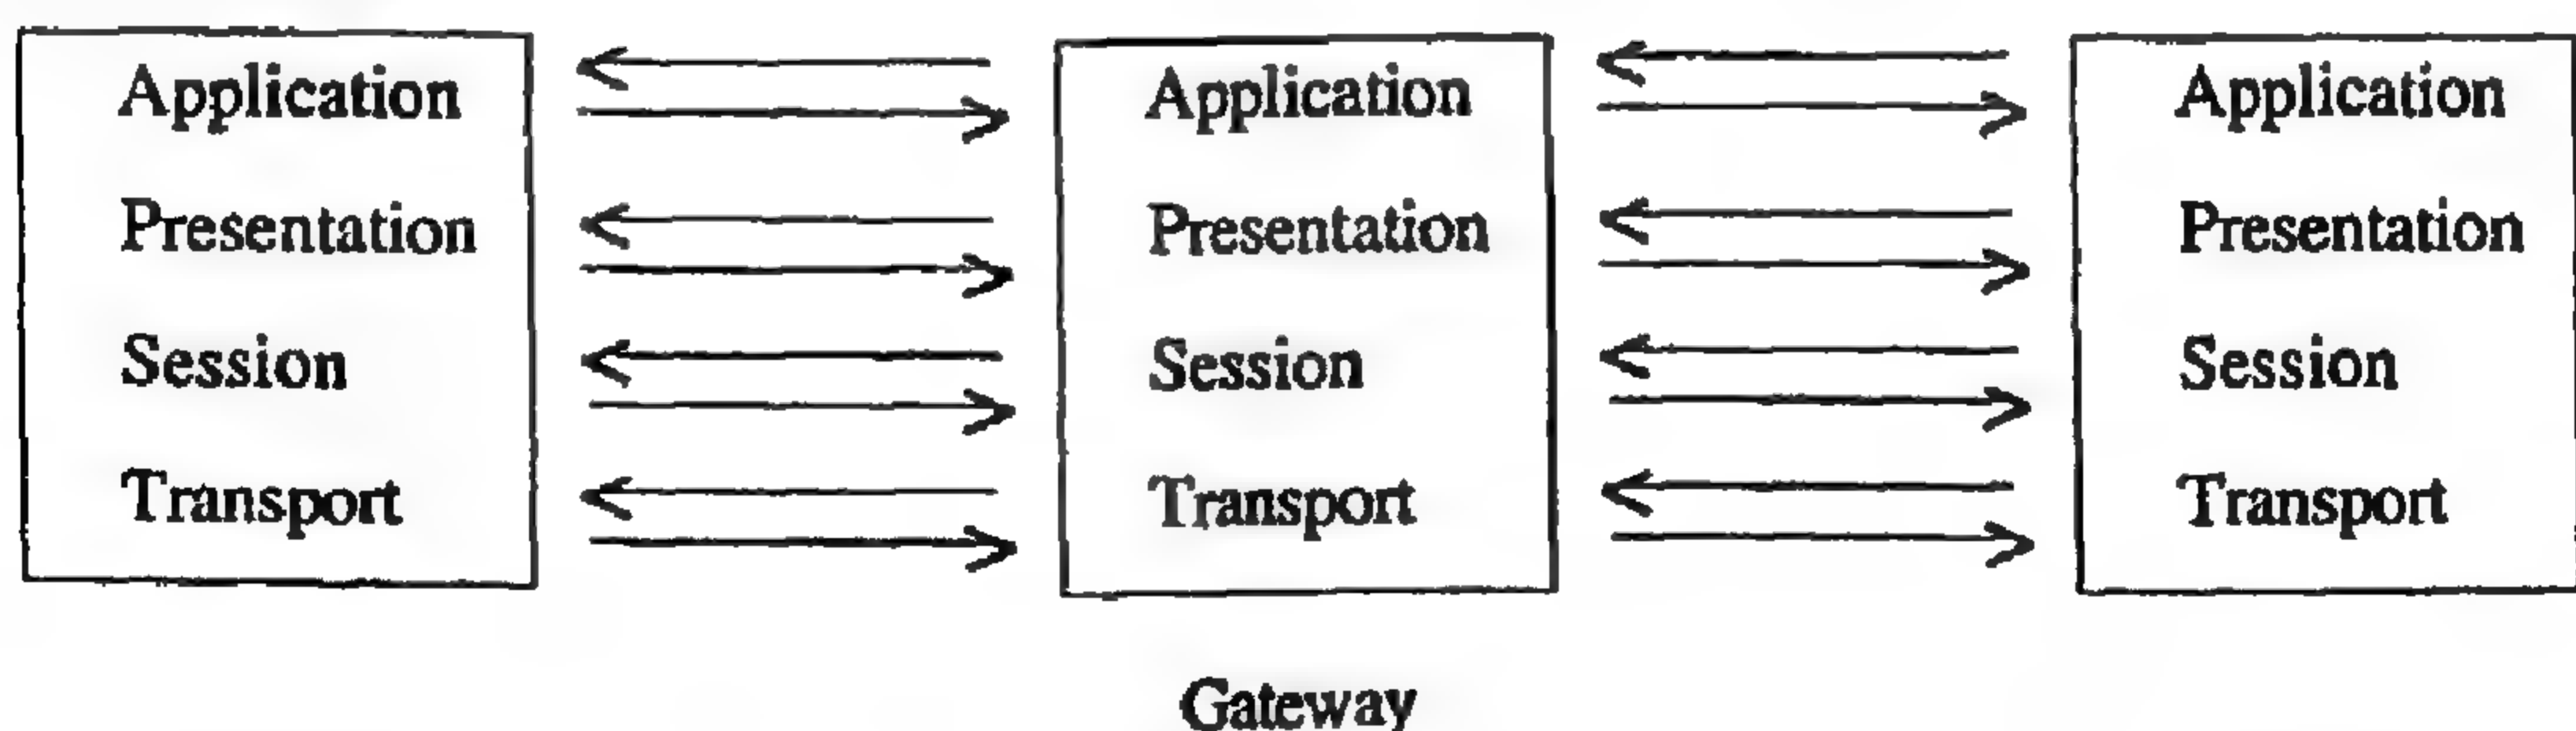 Application
Presentation
Session
Transport
Application
Presentation
Session
Transport
Gateway
Application
Presentation
Session
Transport